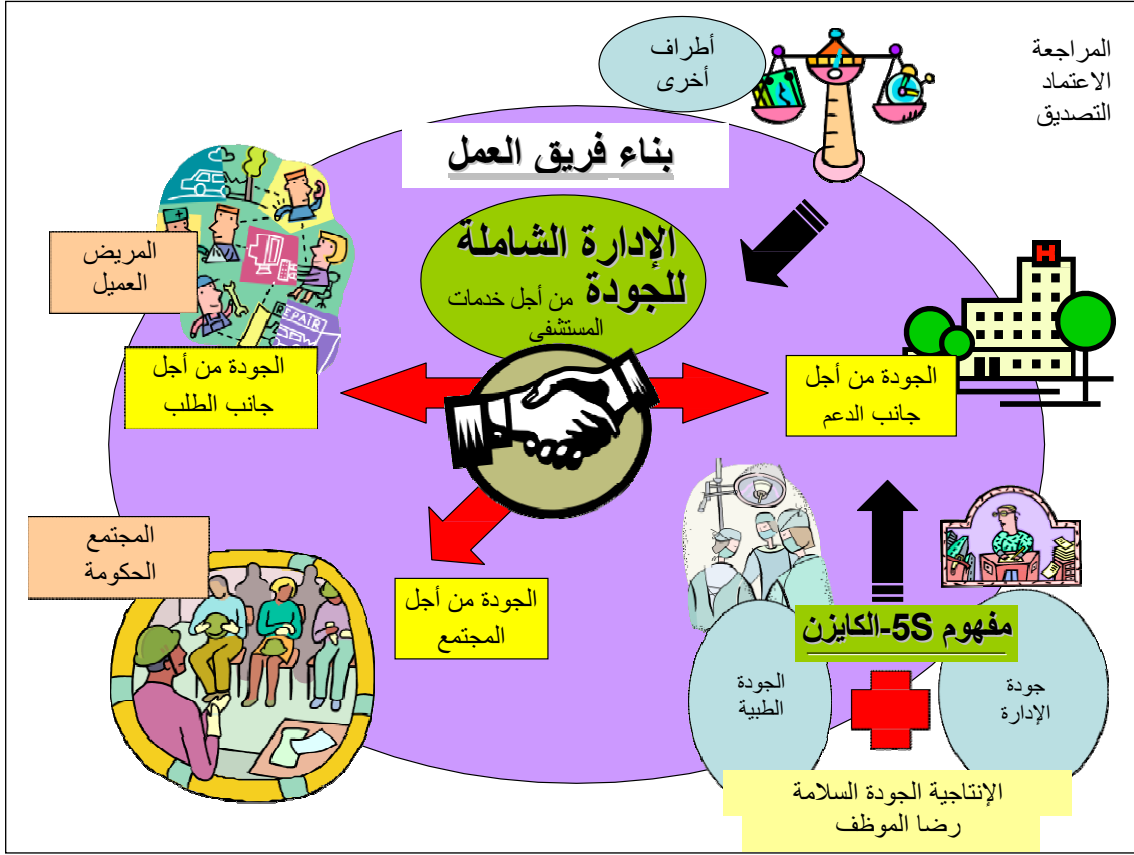 المراجعة
الاعتماد
التصديق
أطراف
أخرى
بناء فريق العمل
الإدارة الشاملة
للجودة من أجل خدمات
المستشفى
H
المريض
العميل
REPAIR
الجودة من أجل
جانب الطلب
الجودة من أجل
جانب الدعم
المجتمع
الحكومة
الجودة من أجل
المجتمع
مفهوم 5S-الكايزن
جودة
الإدارة
الجودة
الطبية
الإنتاجية الجودة السلامة
رضا الموظف